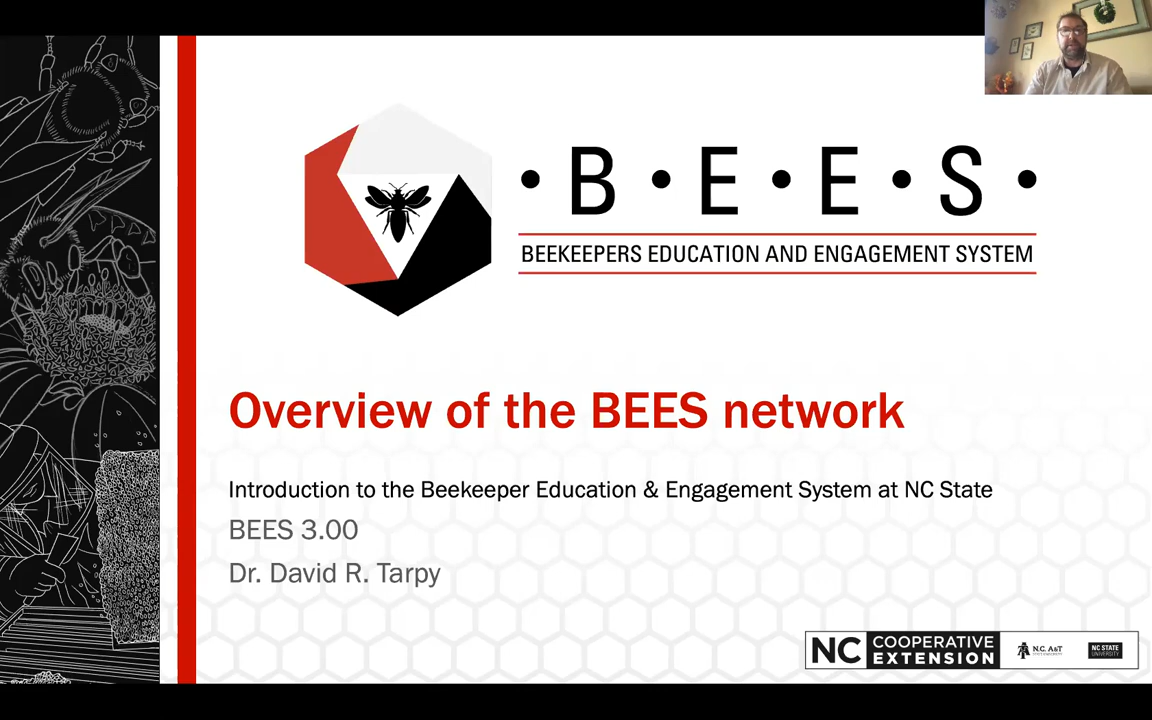 •B•E•E•S•
BEEKEEPERS EDUCATION AND ENGAGEMENT SYSTEM
Overview of the BEES network
Introduction to the Beekeeper Education & Engagement System at NC State
BEES 3.00
Dr. David R. Tarpy
NC COOPERATIVE EXTENSION
N.C. A&T
NC STATE
UNIVERSITY